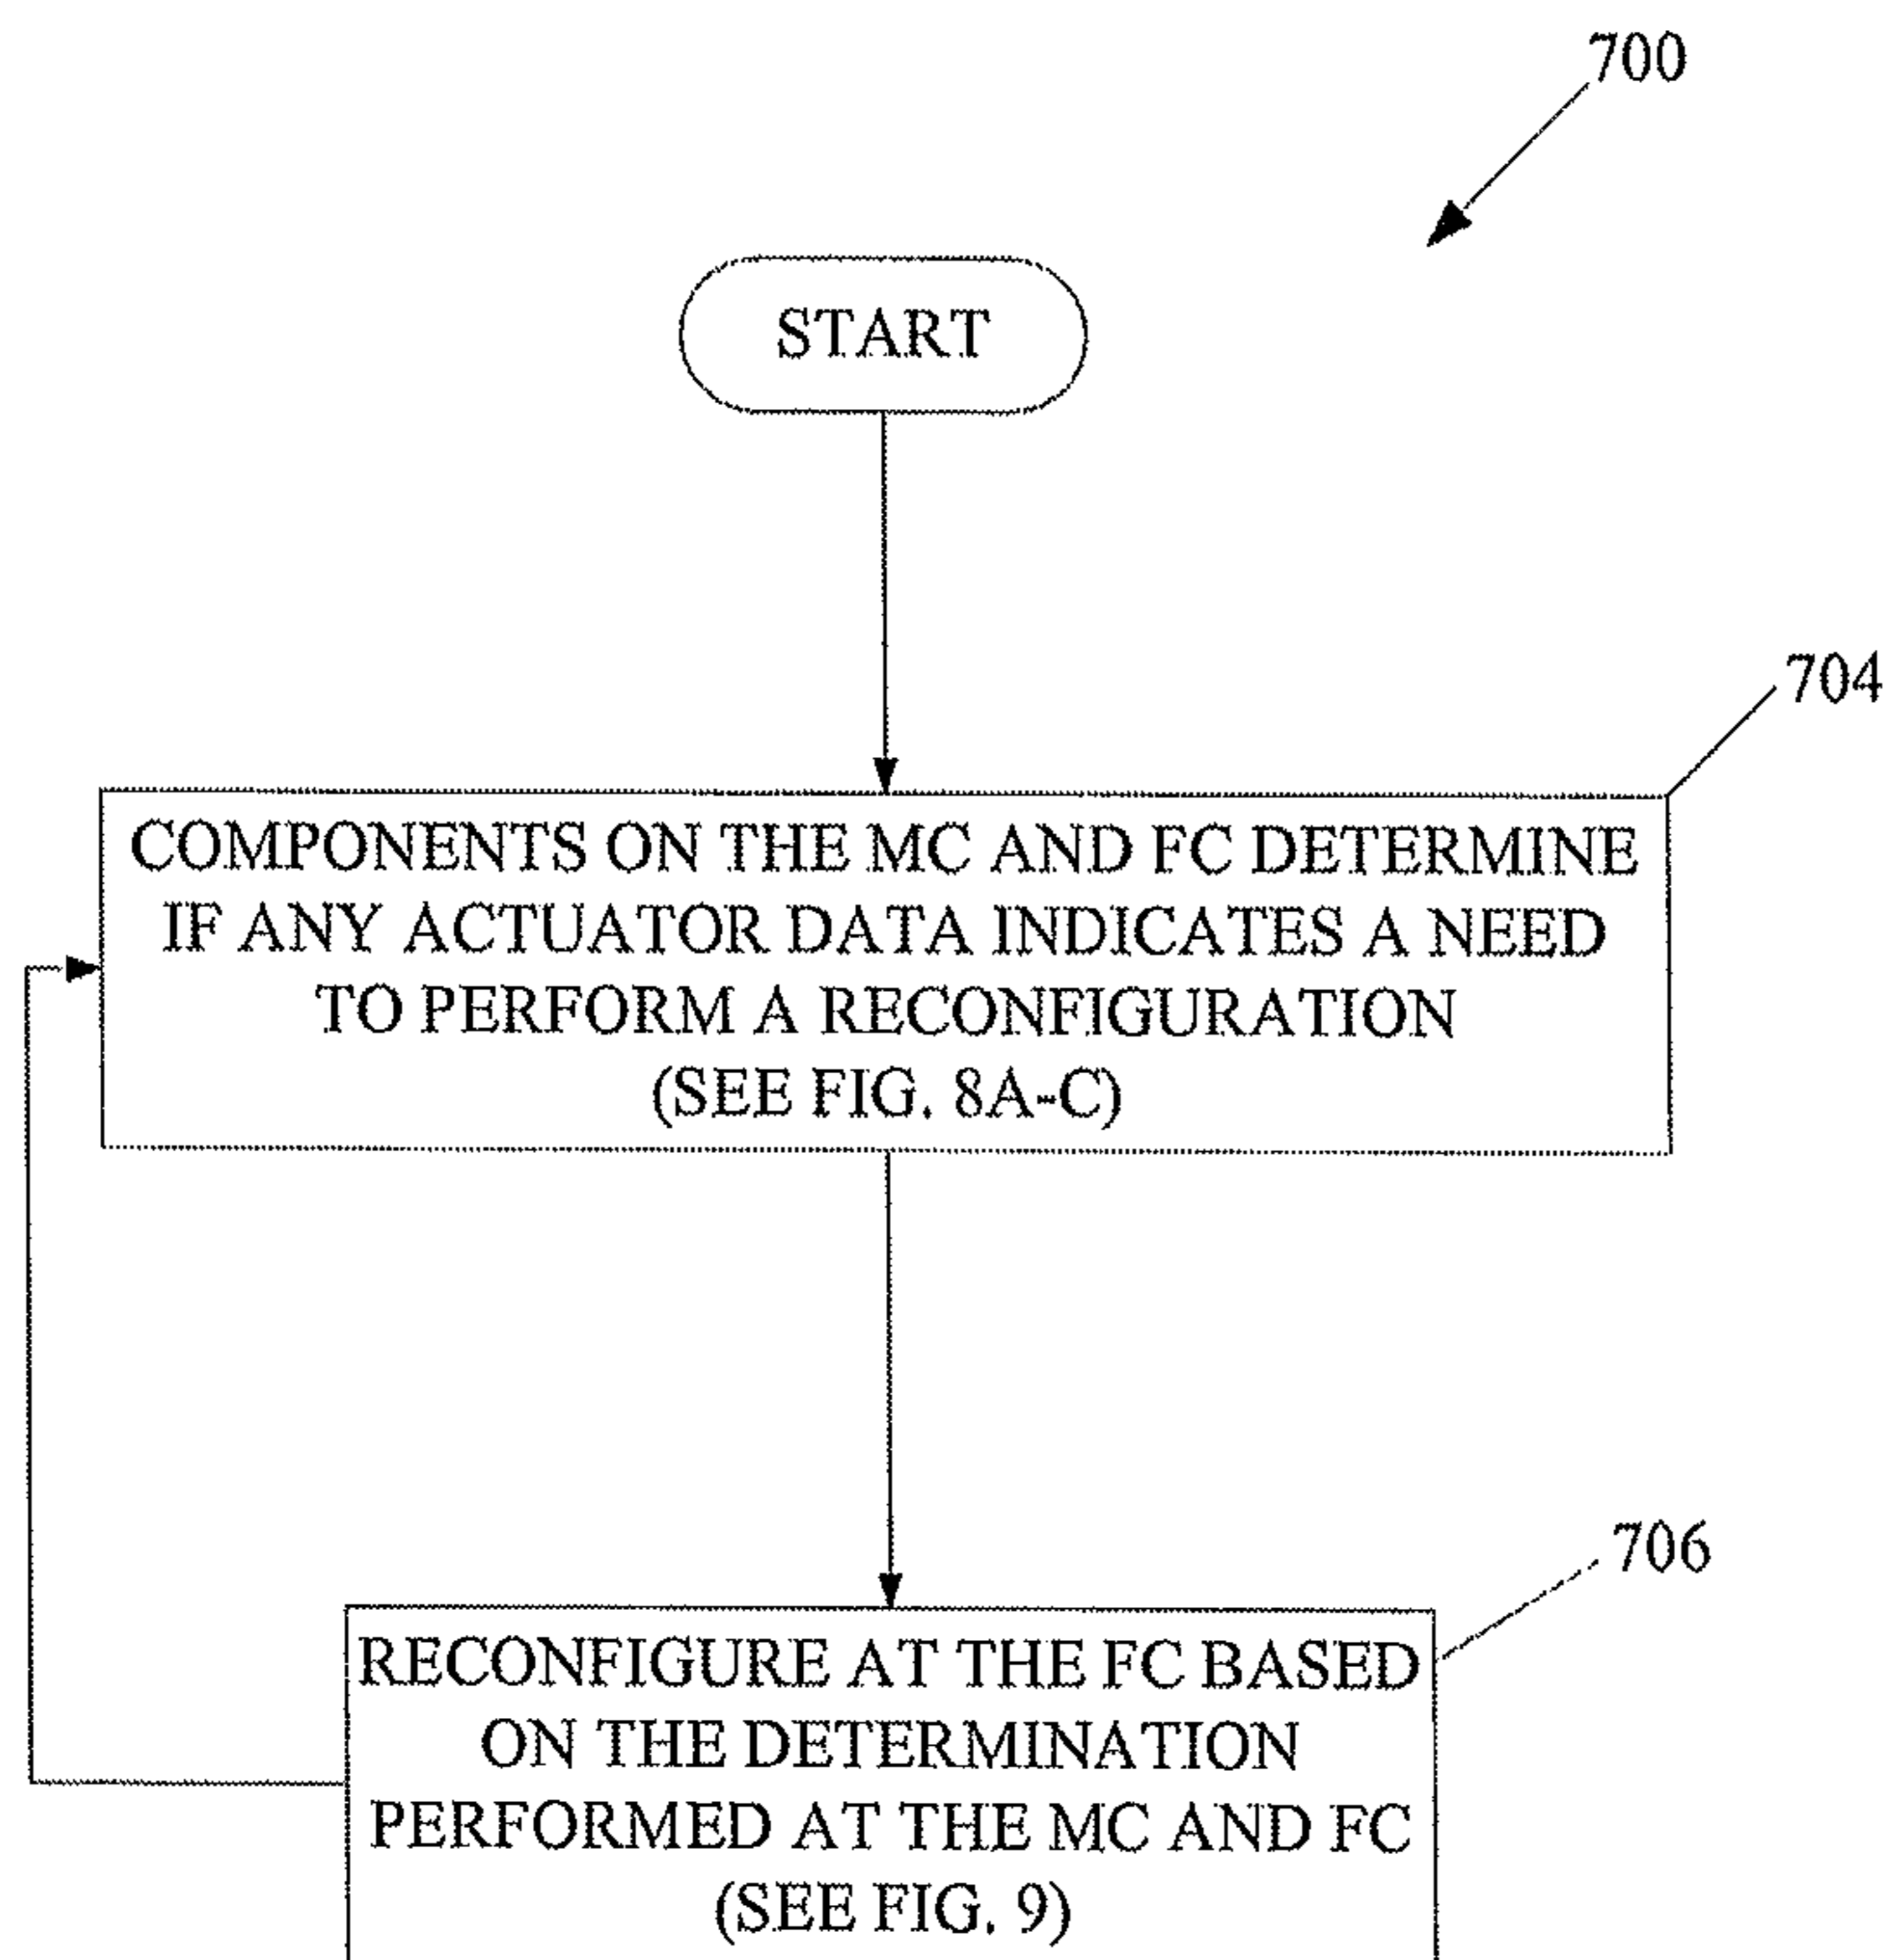 700
START
704
COMPONENTS ON THE MC AND FC DETERMINE
IF ANY ACTUATOR DATA INDICATES A NEED
TO PERFORM A RECONFIGURATION
(SEE FIG. 8A-C)
706
RECONFIGURE AT THE FC BASED
ON THE DETERMINATION
PERFORMED AT THE MC AND FC
(SEE FIG. 9)